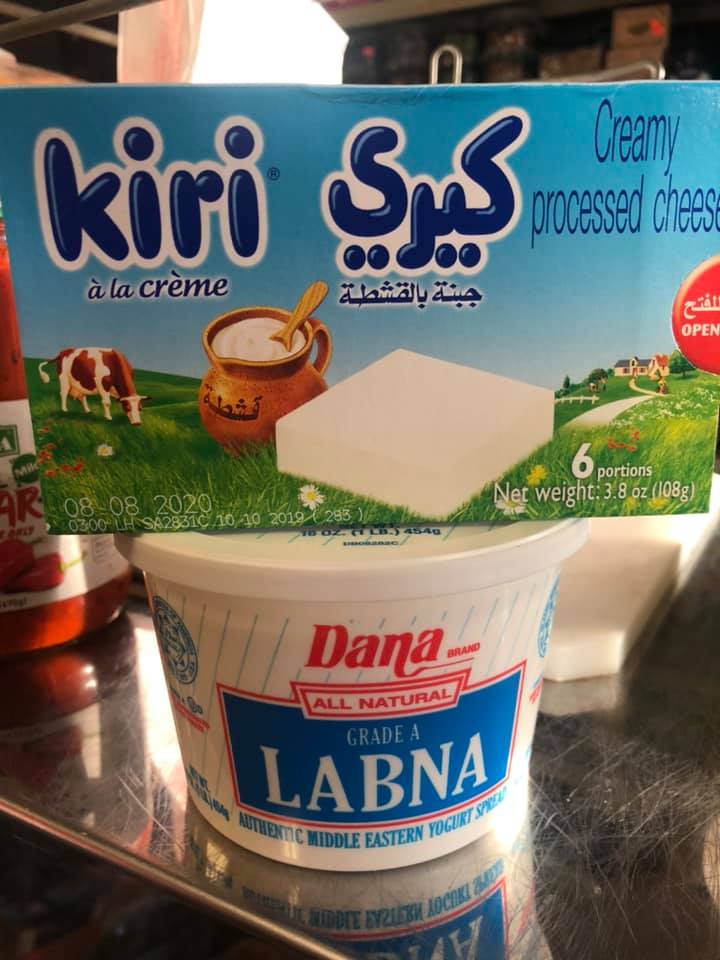 kiri®
كيري
Creamy
processed cheese
à la crème
جبنة بالقشطة
للفتح
OPEN
قشطة
6 portions
Net weight: 3.8 oz (108g)
08 08 2020
0300 LH SA2831C 10 10 2019 ( 283 )
16 OZ. (1 LB.) 454g
Dana BRAND
ALL NATURAL
GRADE A
LABNA
AUTHENTIC MIDDLE EASTERN YOGURT SPREAD